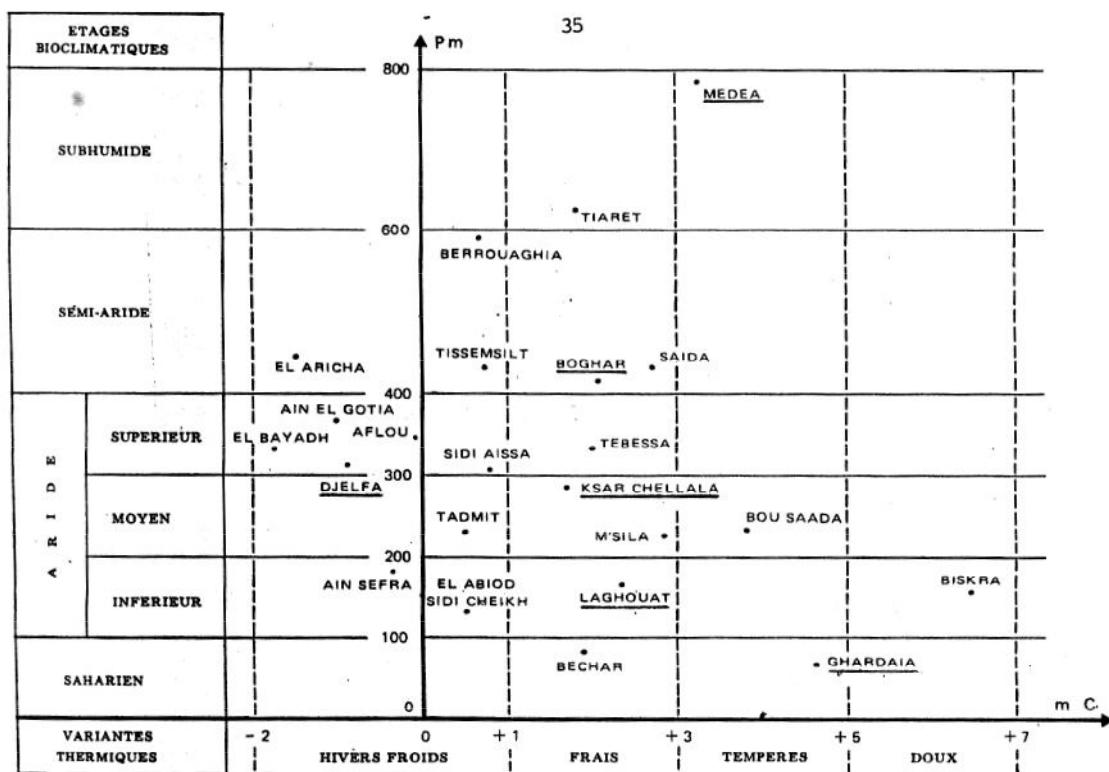 35
ETAGES
BIOCLIMATIQUES
Pm
800
MEDEA
SUBHUMIDE
TIARET
600
BERROUAGHIA
SEMI-ARIDE
TISSEMSILT
BOGHAR
SAIDA
EL ARICHA
400
AIN EL GOTIA
SUPERIEUR
EL BAYADH
AFLOU
TEBESSA
SIDI AISSA
300
ARIDE
DJELFA
KSAR CHELLALA
MOYEN
TADMIT
M'SILA
BOU SAADA
200
AIN SEFRA
EL ABIOD
SIDI CHEIKH
LAGHOUAT
BISKRA
INFERIEUR
100
BECHAR
GHARDAIA
SAHARIEN
0
m C.
VARIANTES
THERMIQUES
-2
0
+1
+3
+5
+7
HIVERS FROIDS
FRAIS
TEMPERES
DOUX